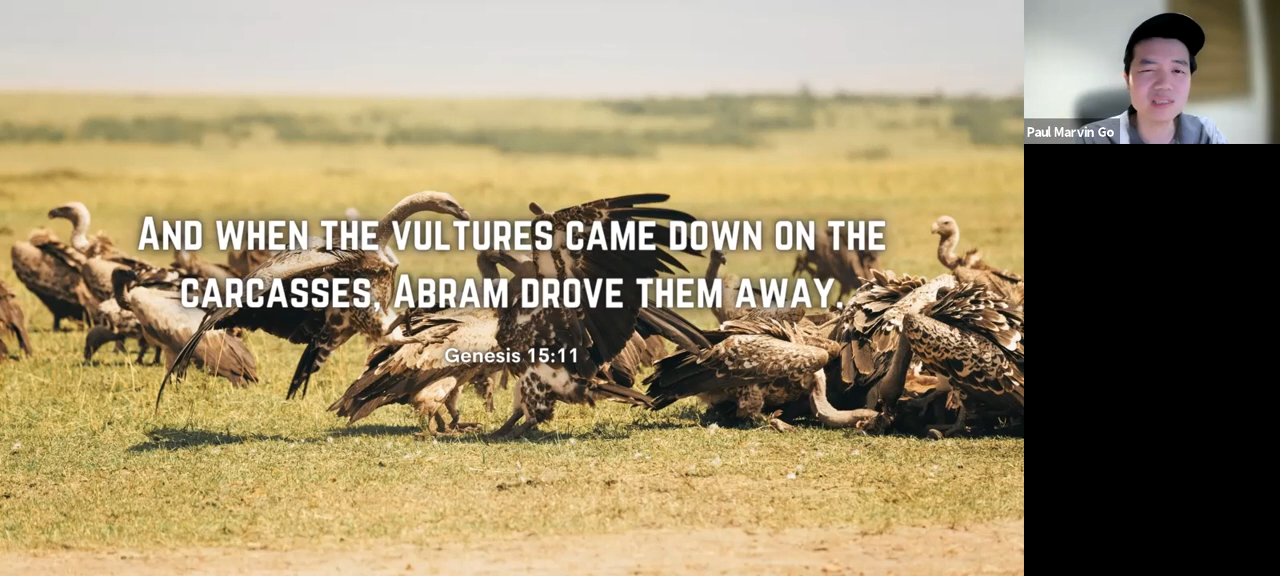 And when the vultures came down on the
carcasses, Abram drove them away.
Genesis 15:11
Paul Marvin Go